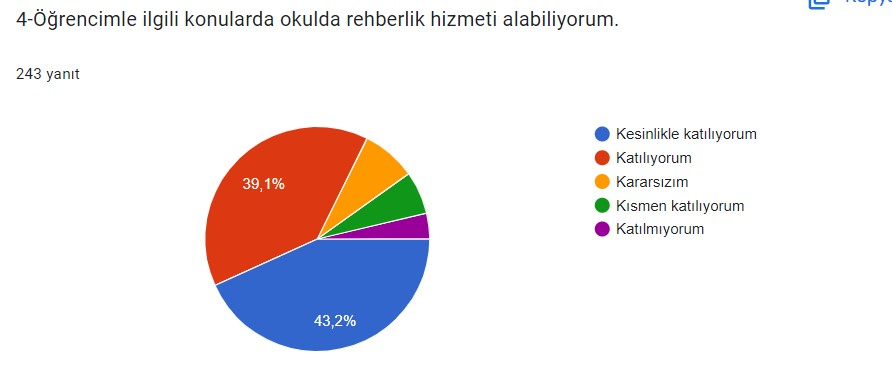 4-Öğrencimle ilgili konularda okulda rehberlik hizmeti alabiliyorum.
243 yanıt
39,1%
43,2%
Kesinlikle katılıyorum
Katılıyorum
Kararsızım
Kısmen katılıyorum
Katılmıyorum